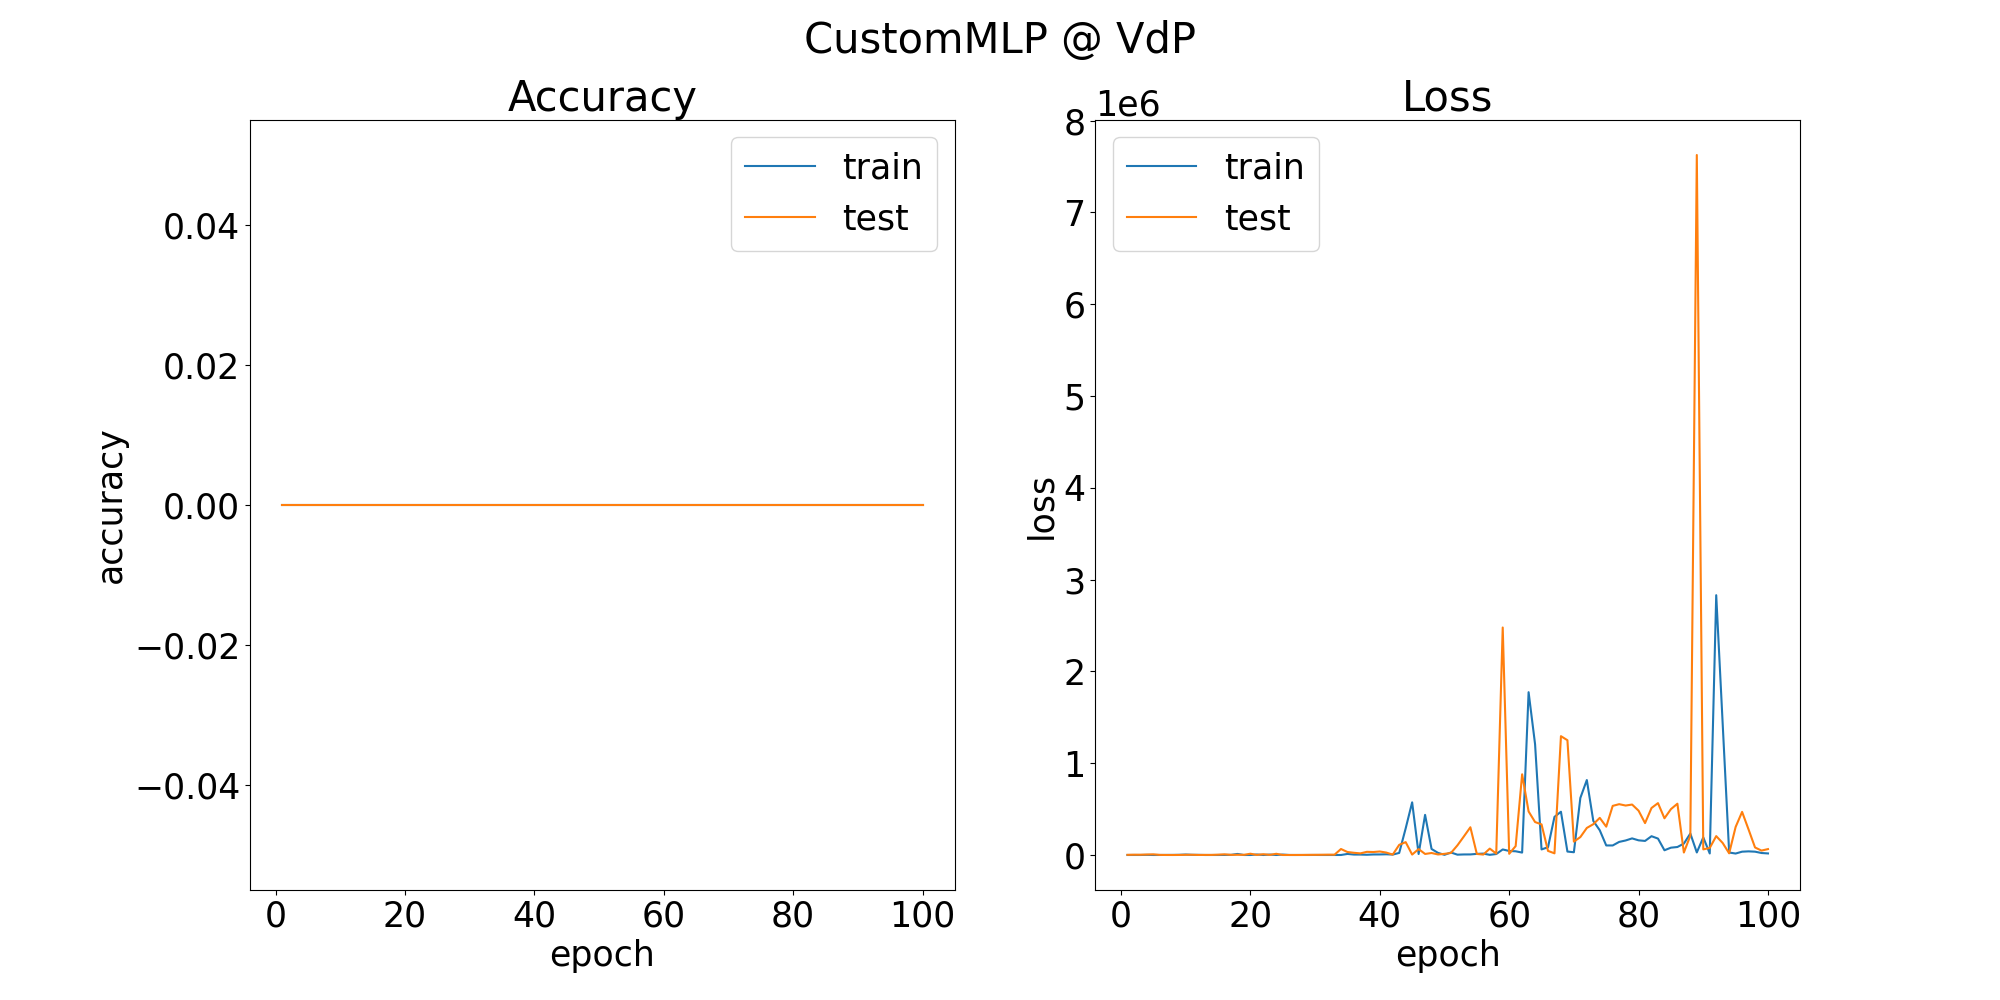 CustomMLP @ VdP
Accuracy
train
test
0.04
0.02
0.00
−0.02
−0.04
accuracy
0 20 40 60 80 100
epoch
Loss
1e6
train
test
8
7
6
5
4
3
2
1
0
loss
0 20 40 60 80 100
epoch